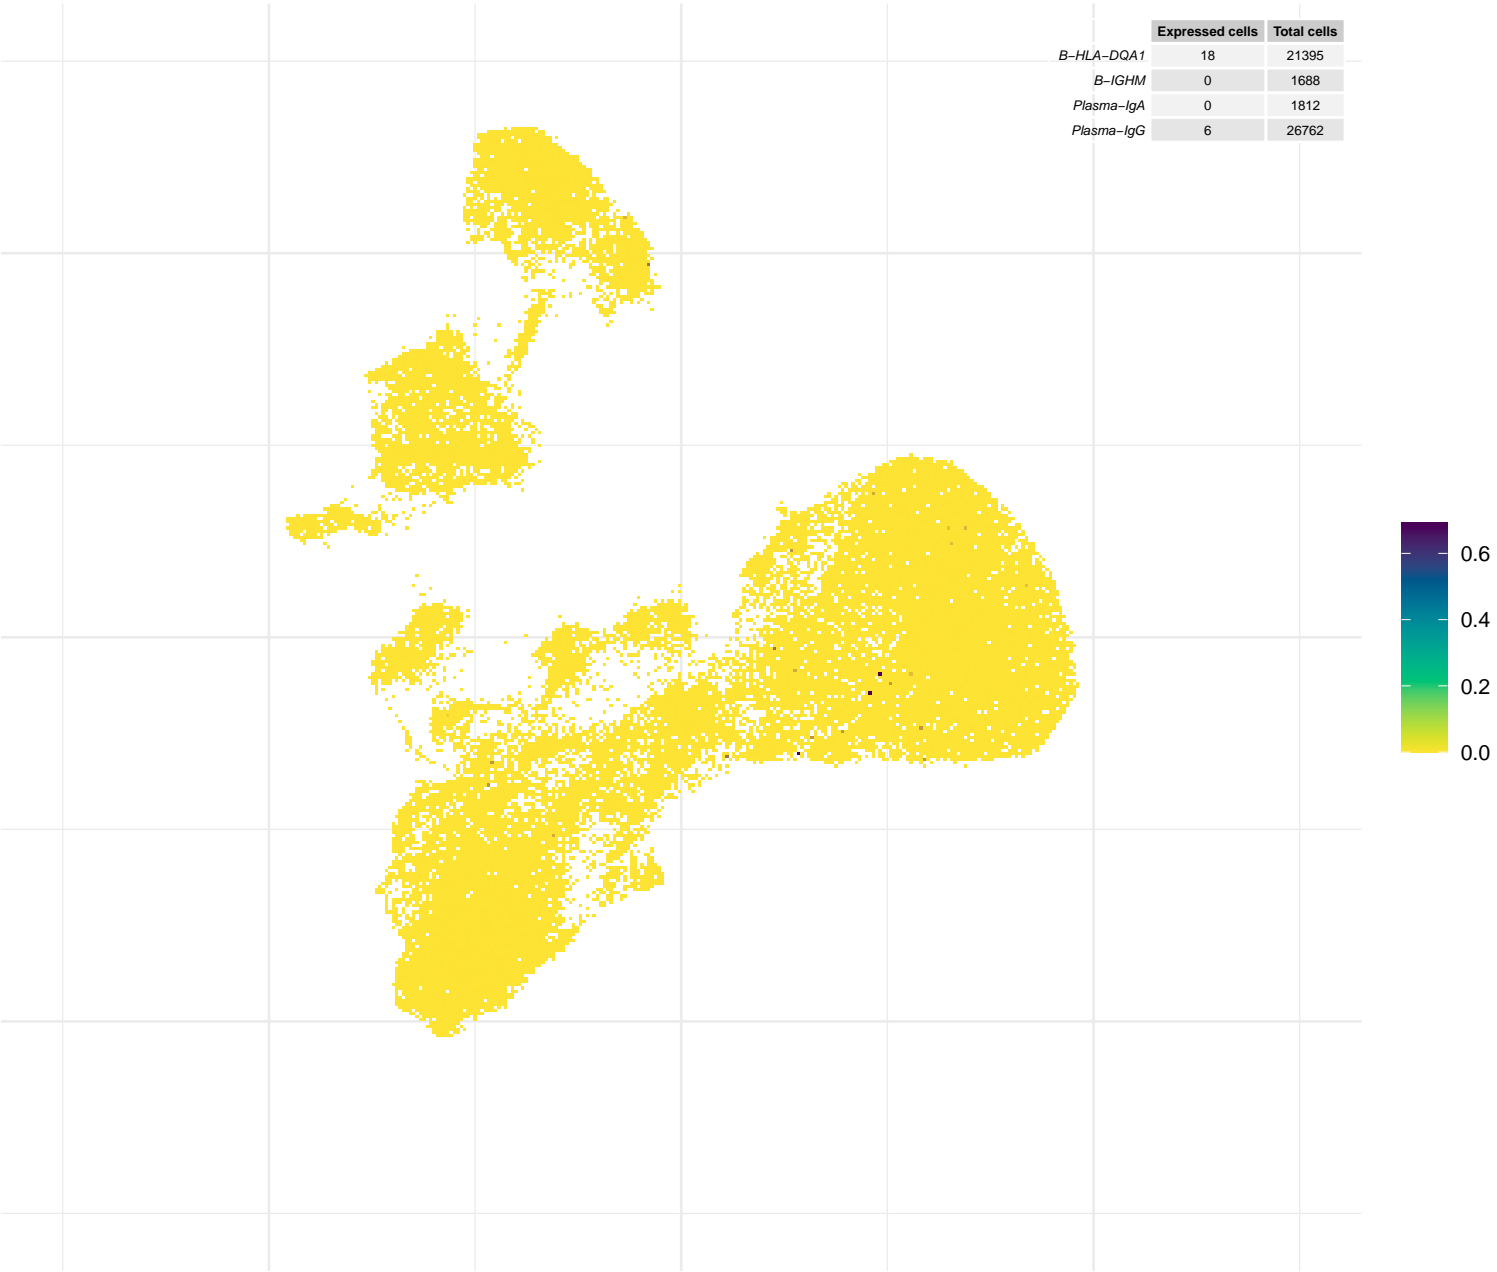 Expressed cells Total cells
B−HLA−DQA1 18 21395
B−IGHM 0 1688
Plasma−IgA 0 1812
Plasma−IgG 6 26762
0.6
0.4
0.2
0.0